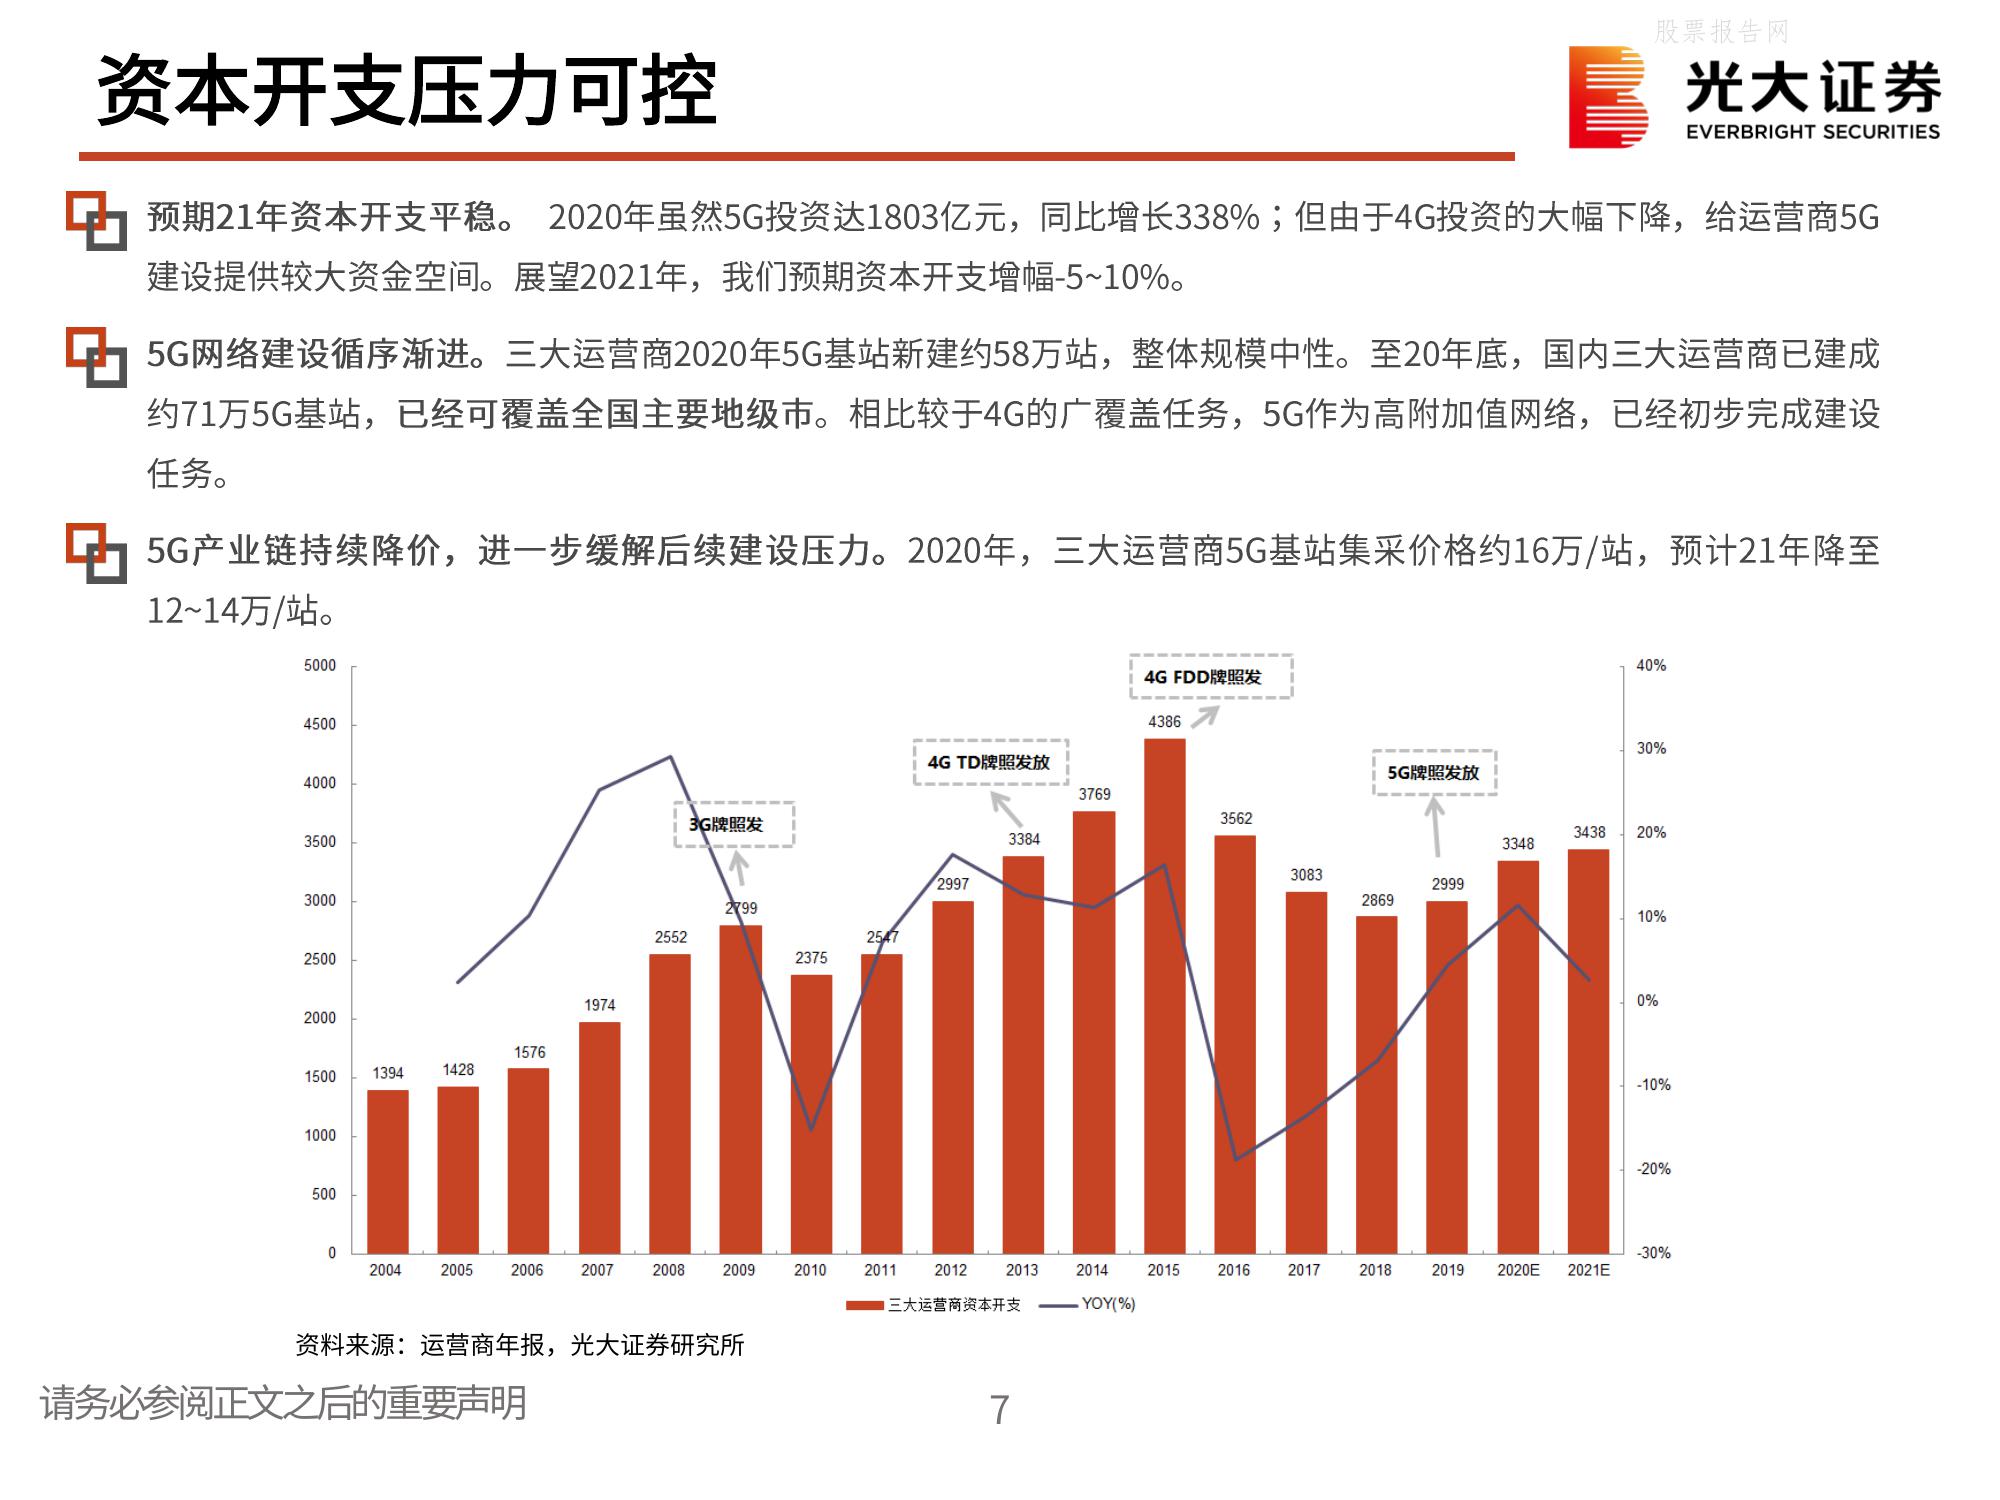 股票报告网
资本开支压力可控
光大证券
EVERBRIGHT SECURITIES
预期21年资本开支平稳。 2020年虽然5G投资达1803亿元，同比增长338%；但由于4G投资的大幅下降，给运营商5G
建设提供较大资金空间。展望2021年，我们预期资本开支增幅-5~10%。
5G网络建设循序渐进。三大运营商2020年5G基站新建约58万站，整体规模中性。至20年底，国内三大运营商已建成
约71万5G基站，已经可覆盖全国主要地级市。相比较于4G的广覆盖任务，5G作为高附加值网络，已经初步完成建设
任务。
5G产业链持续降价，进一步缓解后续建设压力。2020年，三大运营商5G基站集采价格约16万/站，预计21年降至
12~14万/站。
5000
4500
4000
3500
3000
2500
2000
1500
1000
500
0
40%
30%
20%
10%
0%
-10%
-20%
-30%
3G牌照发
4G TD牌照发放
4G FDD牌照发
5G牌照发放
1394
1428
1576
1974
2552
2799
2375
2547
2997
3384
3769
4386
3562
3083
2869
2999
3348
3438
2004 2005 2006 2007 2008 2009 2010 2011 2012 2013 2014 2015 2016 2017 2018 2019 2020E 2021E
三大运营商资本开支 YOY(%)
资料来源：运营商年报，光大证券研究所
请务必参阅正文之后的重要声明
7